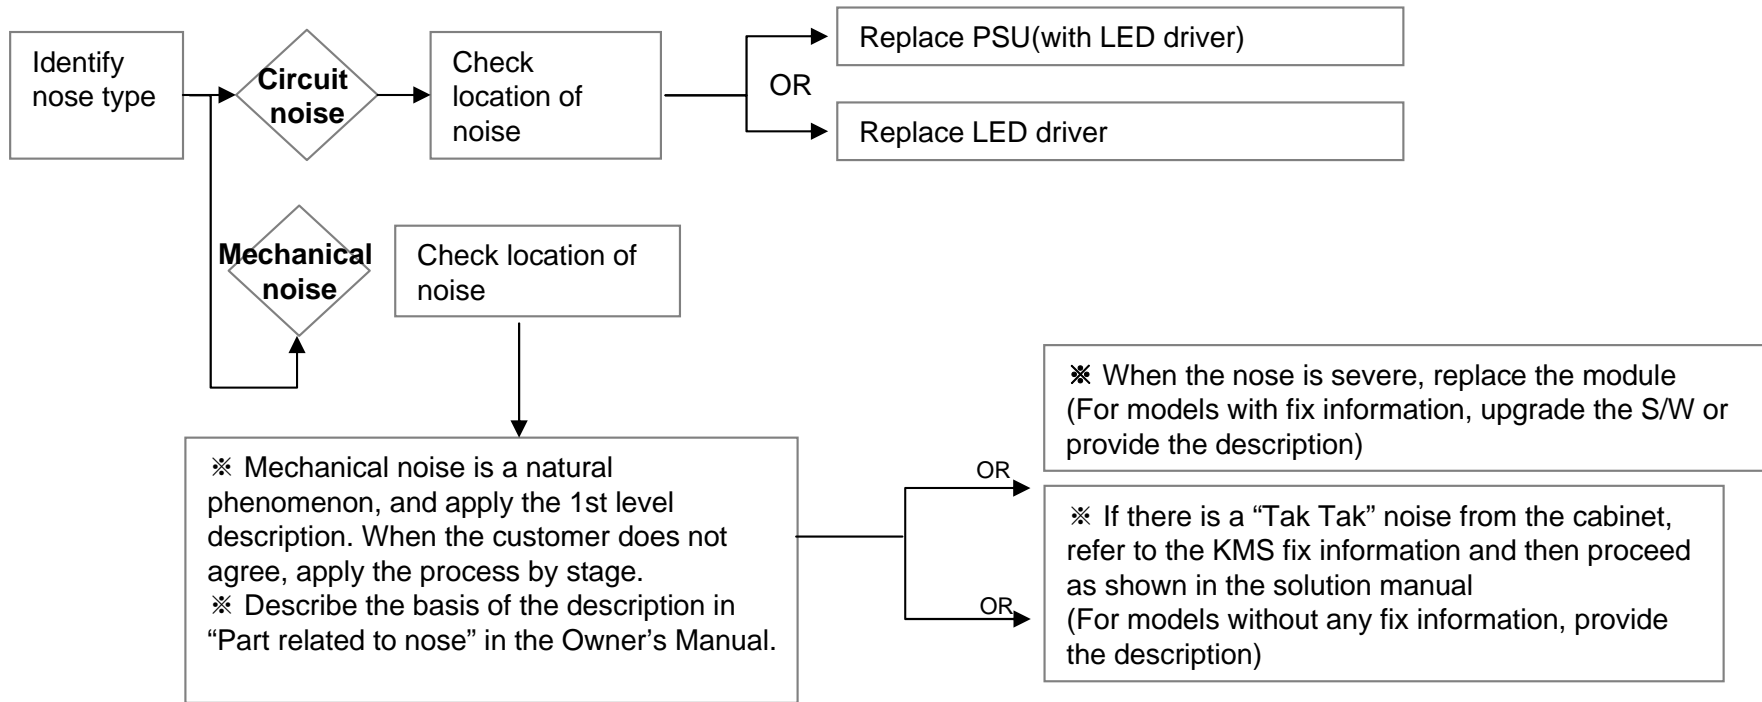 Identify
nose type
Circuit
noise
Check
location of
noise
OR
Replace PSU(with LED driver)
Replace LED driver
Mechanical
noise
Check location of
noise
※ Mechanical noise is a natural
phenomenon, and apply the 1st level
description. When the customer does not
agree, apply the process by stage.
※ Describe the basis of the description in
“Part related to nose” in the Owner’s Manual.
OR
※ When the nose is severe, replace the module
(For models with fix information, upgrade the S/W or
provide the description)
OR
※ If there is a “Tak Tak” noise from the cabinet,
refer to the KMS fix information and then proceed
as shown in the solution manual
(For models without any fix information, provide
the description)